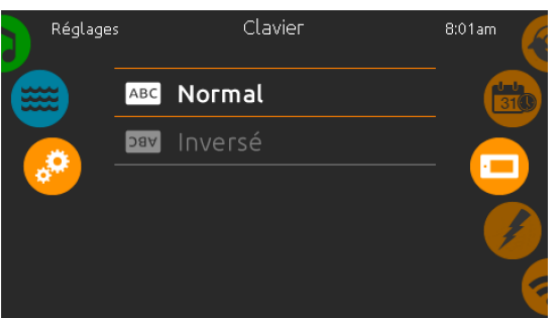 Réglages
Clavier
8:01am
ABC Normal
ABC Inversé
31